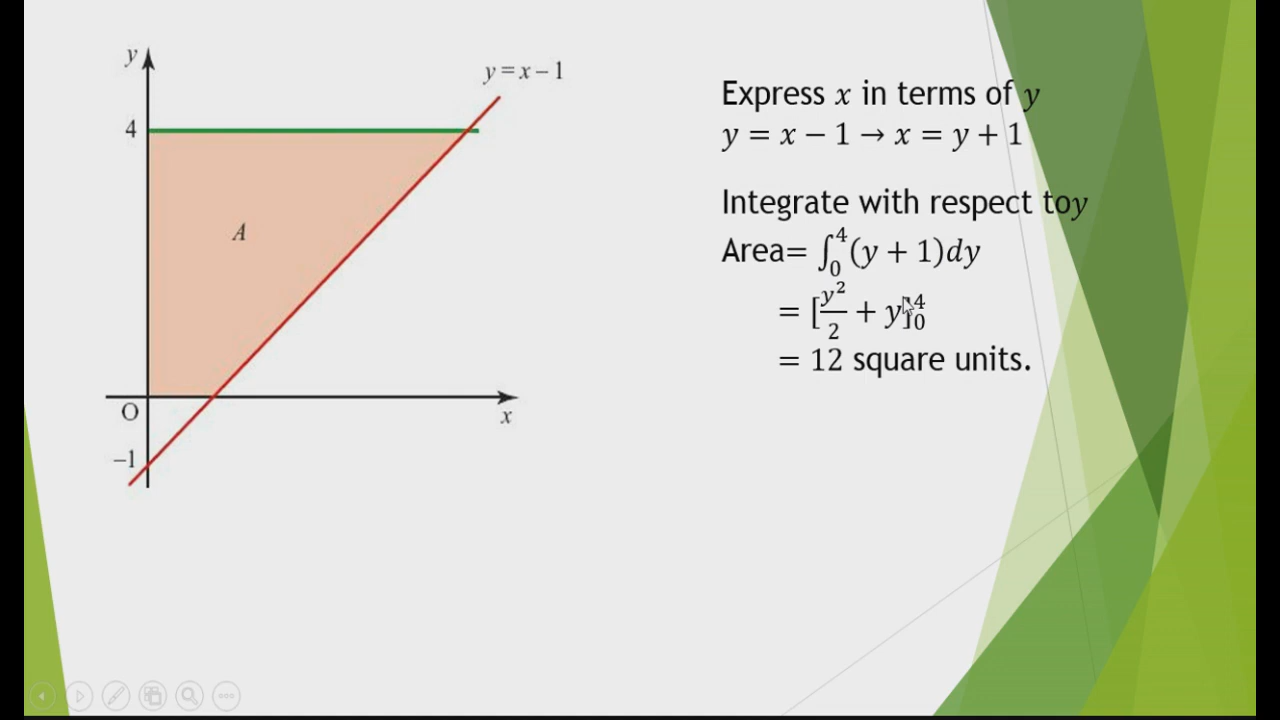 y
y = x – 1
4
A
O
x
–1
Express x in terms of y
y = x − 1 → x = y + 1
Integrate with respect toy
Area= ∫₀⁴(y + 1)dy
= [y²/2 + y]₀⁴
= 12 square units.